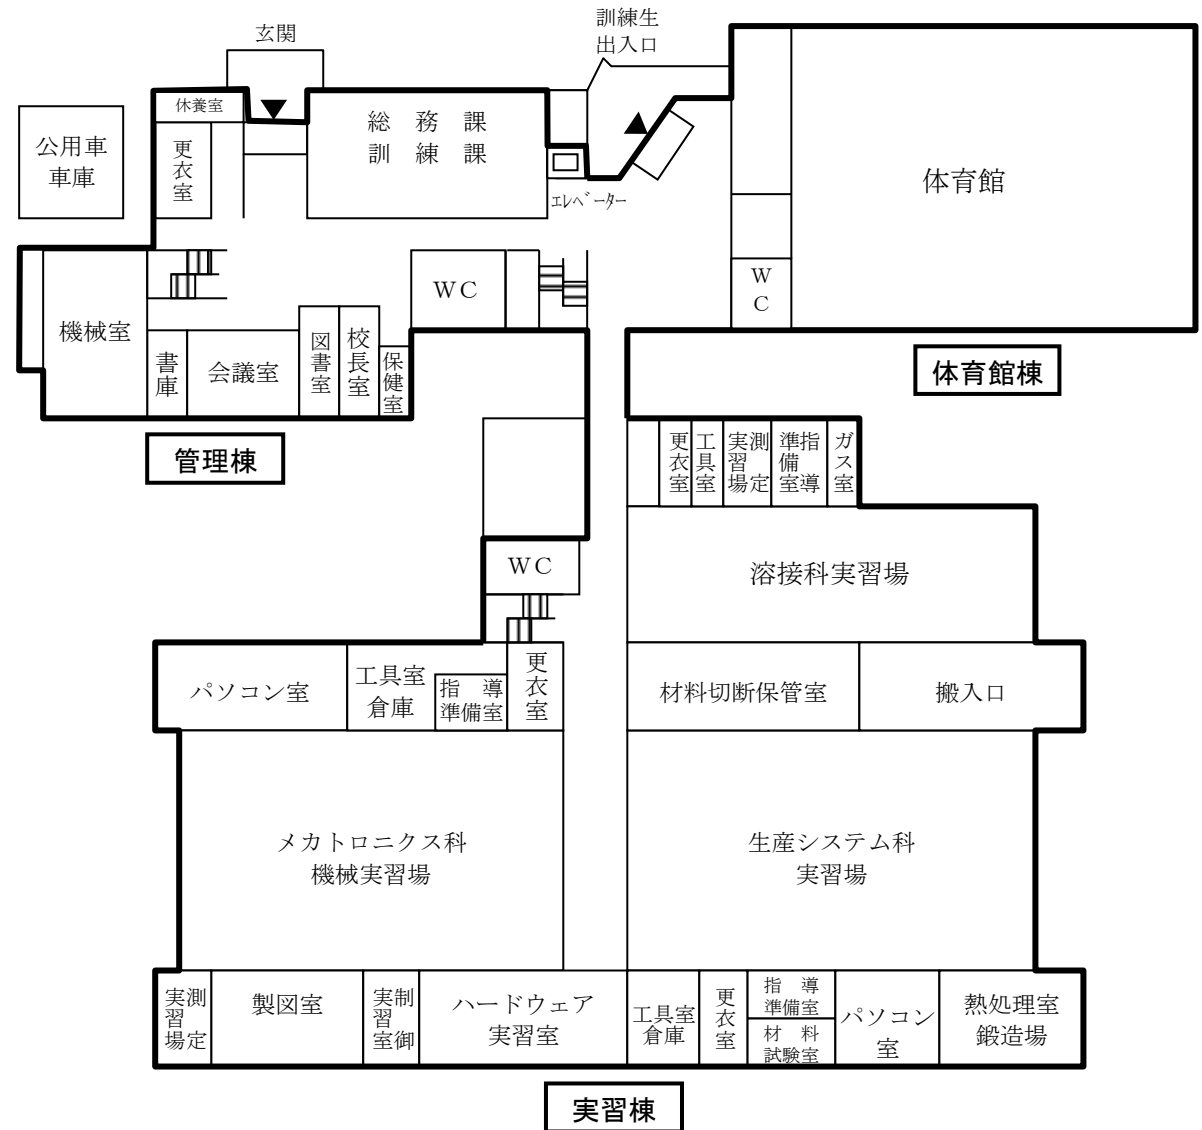 玄関
訓練生
出入口
休養室
総務課
訓練課
公用車
車庫
更衣室
エレベーター
体育館
WC
WC
機械室
書庫
会議室
図書室
校長室
保健室
体育館棟
管理棟
更衣室
工具室
測定
実習場
指導
準備室
ガス室
WC
溶接科実習場
パソコン室
工具室
倉庫
指導
準備室
更衣室
材料切断保管室
搬入口
メカトロニクス科
機械実習場
生産システム科
実習場
測定
実習場
製図室
制御
実習室
ハードウェア
実習室
工具室
倉庫
更衣室
指導
準備室
材料
試験室
パソコン
室
熱処理室
鍛造場
実習棟